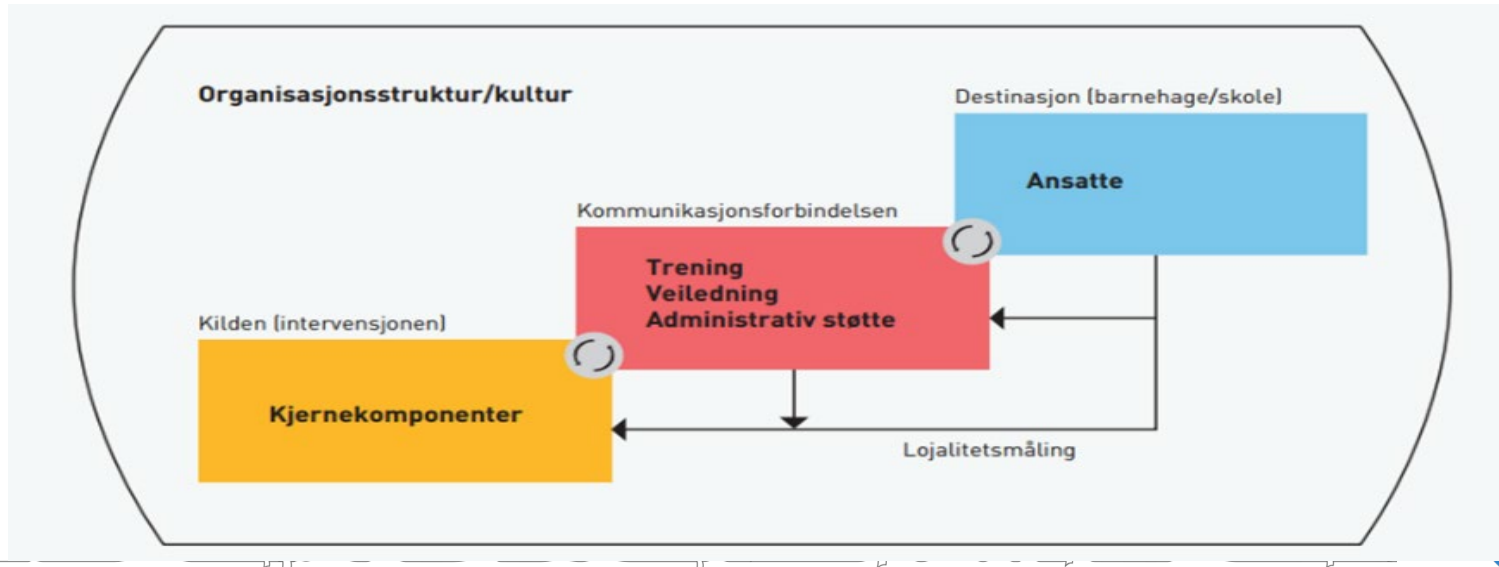 Organisasjonsstruktur/kultur
Destinasjon (barnehage/skole)
Ansatte
Kommunikasjonsforbindelsen
Trening
Veiledning
Administrativ støtte
Kilden (intervensjonen)
Kjernekomponenter
Lojalitetsmåling